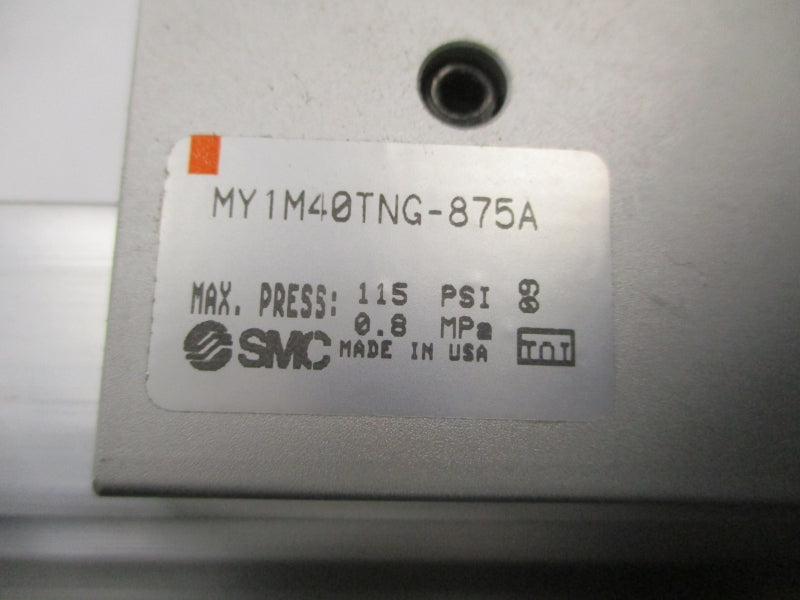 MY1M40TNG-875A
MAX. PRESS: 115 PSI
0.8 MPa
SMC MADE IN USA